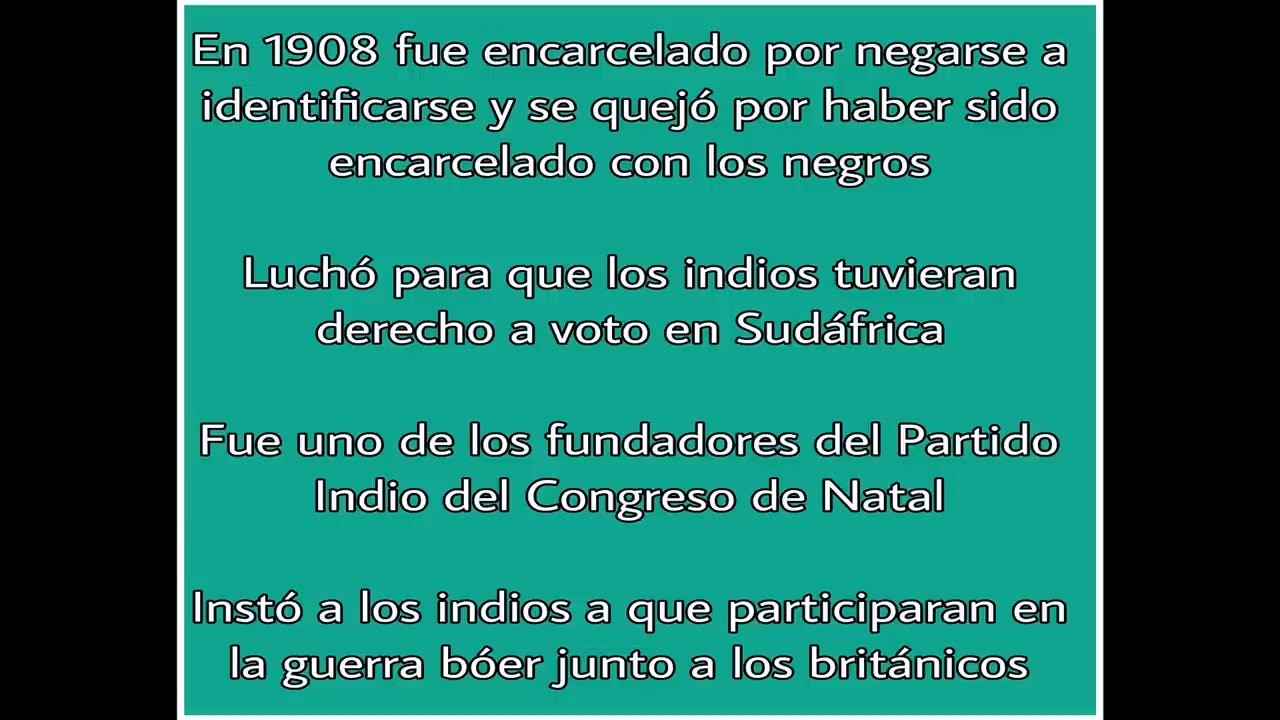 En 1908 fue encarcelado por negarse a
identificarse y se quejó por haber sido
encarcelado con los negros
Luchó para que los indios tuvieran
derecho a voto en Sudáfrica
Fue uno de los fundadores del Partido
Indio del Congreso de Natal
Instó a los indios a que participaran en
la guerra bóer junto a los británicos